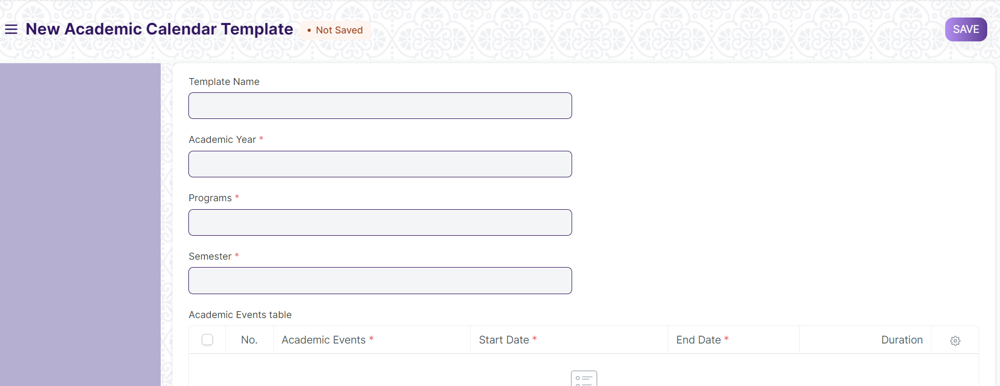 New Academic Calendar Template
• Not Saved
SAVE
Template Name
Academic Year *
Programs *
Semester *
Academic Events table
No. Academic Events * Start Date * End Date * Duration